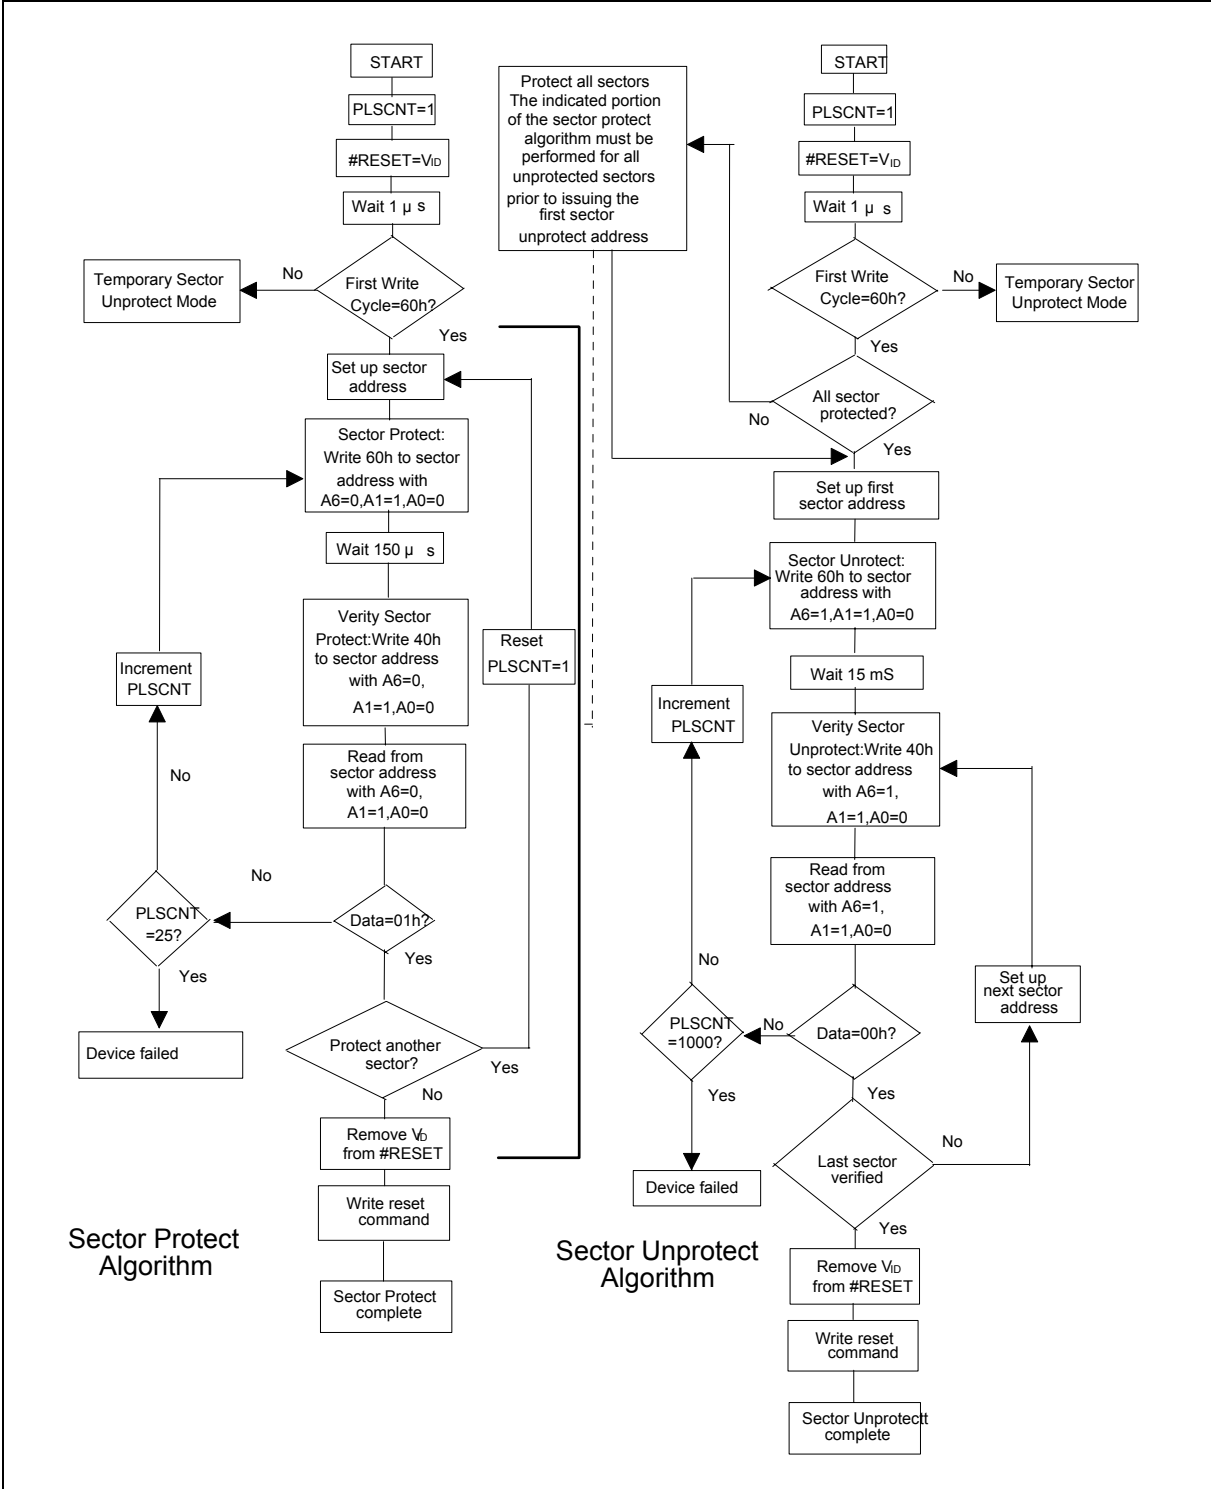 START
PLSCNT=1
#RESET=VID
Wait 1 µ s
First Write
Cycle=60h?
No
Temporary Sector
Unprotect Mode
Yes
Set up sector
address
Sector Protect:
Write 60h to sector
address with
A6=0,A1=1,A0=0
Wait 150 µ s
Verity Sector
Protect:Write 40h
to sector address
with A6=0,
A1=1,A0=0
Read from
sector address
with A6=0,
A1=1,A0=0
Data=01h?
No
PLSCNT
=25?
No
Increment
PLSCNT
Yes
Device failed
Yes
Protect another
sector?
Yes
Reset
PLSCNT=1
No
Remove VID
from #RESET
Write reset
command
Sector Protect
complete
Sector Protect
Algorithm
Protect all sectors
The indicated portion
of the sector protect
algorithm must be
performed for all
unprotected sectors
prior to issuing the
first sector
unprotect address
START
PLSCNT=1
#RESET=VID
Wait 1 µ s
First Write
Cycle=60h?
No
Temporary Sector
Unprotect Mode
Yes
All sector
protected?
No
Yes
Set up first
sector address
Sector Unrotect:
Write 60h to sector
address with
A6=1,A1=1,A0=0
Wait 15 mS
Verity Sector
Unprotect:Write 40h
to sector address
with A6=1,
A1=1,A0=0
Read from
sector address
with A6=1,
A1=1,A0=0
Data=00h?
No
PLSCNT
=1000?
No
Increment
PLSCNT
Yes
Device failed
Yes
Last sector
verified
No
Set up
next sector
address
Yes
Remove VID
from #RESET
Write reset
command
Sector Unprotectt
complete
Sector Unprotect
Algorithm